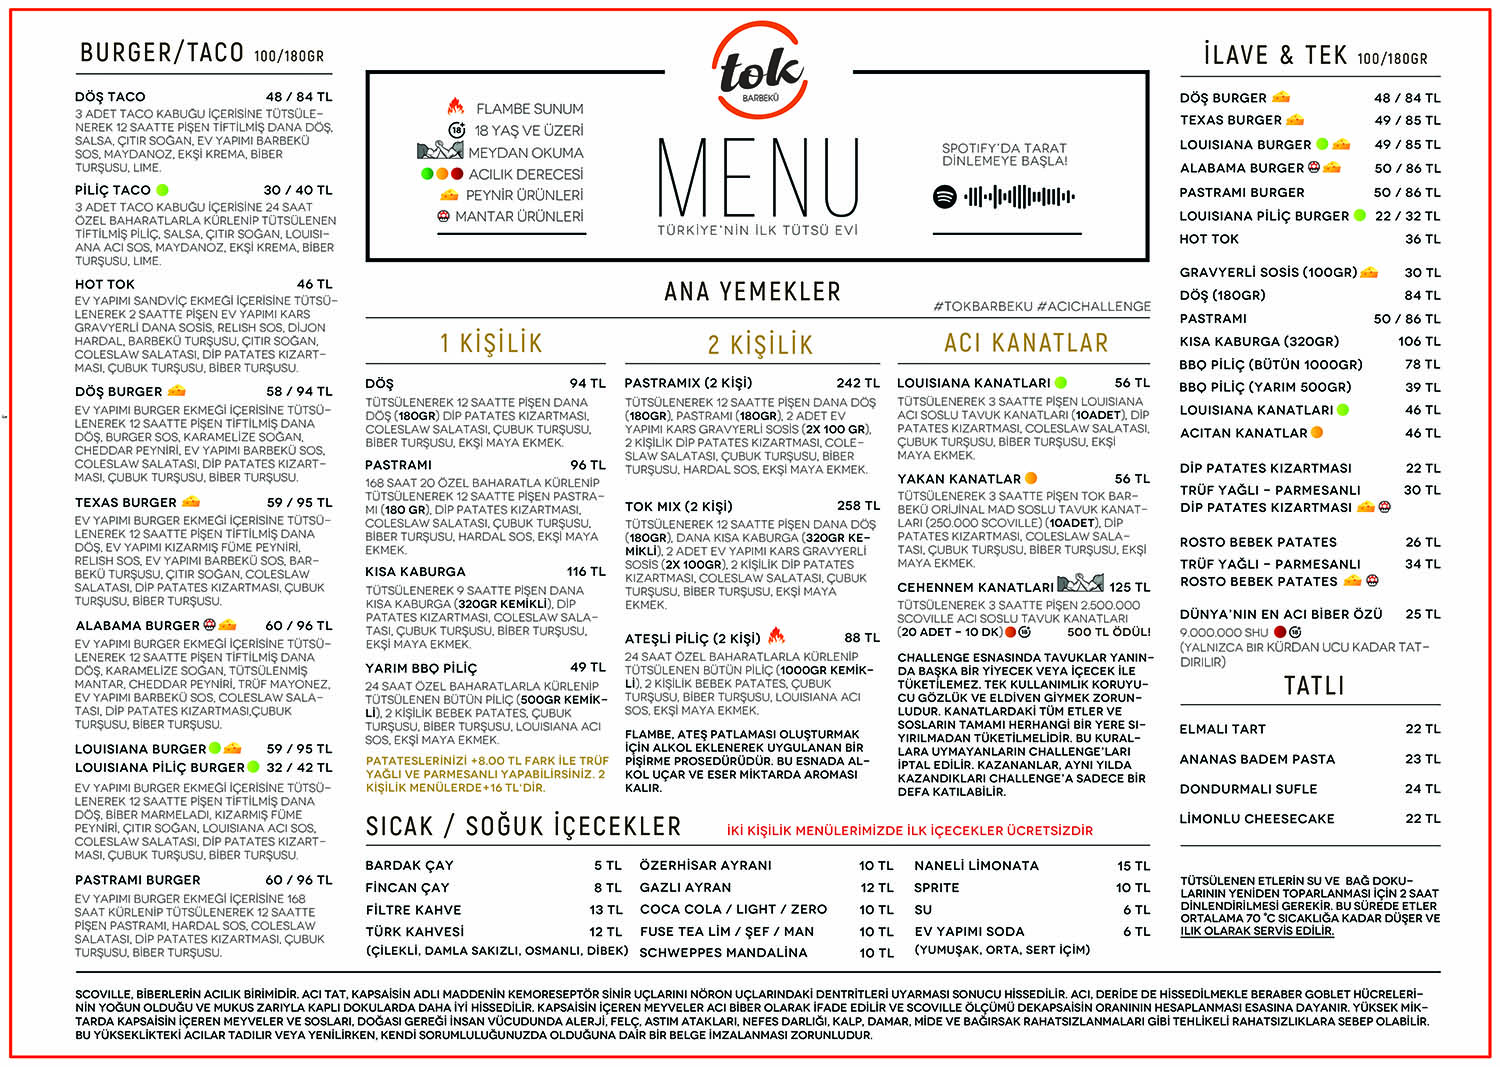 BURGER/TACO 100/180GR
DÖŞ TACO 48 / 84 TL
3 ADET TACO KABUĞU İÇERİSİNE TÜTSÜLE-
NEREK 12 SAATTE PİŞEN TİFTİLMİŞ DANA DÖŞ,
SALSA, ÇITIR SOĞAN, EV YAPIMI BARBEKÜ
SOS, MAYDANOZ, EKŞİ KREMA, BİBER
TURŞUSU, LIME.
PİLİÇ TACO 30 / 40 TL
3 ADET TACO KABUĞU İÇERİSİNE 24 SAAT
ÖZEL BAHARATLARLA KÜRLENİP TÜTSÜLENEN
TİFTİLMİŞ PİLİÇ, SALSA, ÇITIR SOĞAN, LOUISI-
ANA ACI SOS, MAYDANOZ, EKŞİ KREMA, BİBER
TURŞUSU, LIME.
HOT TOK 46 TL
EV YAPIMI SANDVİÇ EKMEĞİ İÇERİSİNE TÜTSÜ-
LENEREK 2 SAATTE PİŞEN EV YAPIMI KARS
GRAVYERLİ DANA SOSİS, RELISH SOS, DİJON
HARDAL, BARBEKÜ TURŞUSU, ÇITIR SOĞAN,
COLESLAW SALATASI, DİP PATATES KIZART-
MASI, ÇUBUK TURŞUSU, BİBER TURŞUSU.
DÖŞ BURGER 58 / 94 TL
EV YAPIMI BURGER EKMEĞİ İÇERİSİNE TÜTSÜ-
LENEREK 12 SAATTE PİŞEN TİFTİLMİŞ DANA
DÖŞ, BURGER SOS, KARAMELİZE SOĞAN,
CHEDDAR PEYNİRİ, EV YAPIMI BARBEKÜ SOS,
COLESLAW SALATASI, DİP PATATES KIZART-
MASI, ÇUBUK TURŞUSU, BİBER TURŞUSU.
TEXAS BURGER 59 / 95 TL
EV YAPIMI BURGER EKMEĞİ İÇERİSİNE TÜTSÜ-
LENEREK 12 SAATTE PİŞEN TİFTİLMİŞ DANA
DÖŞ, EV YAPIMI KIZARMIŞ FÜME PEYNİRİ,
RELISH SOS, EV YAPIMI BARBEKÜ SOS, BAR-
BEKÜ TURŞUSU, ÇITIR SOĞAN, COLESLAW
SALATASI, DİP PATATES KIZARTMASI, ÇUBUK
TURŞUSU, BİBER TURŞUSU.
ALABAMA BURGER 60 / 96 TL
EV YAPIMI BURGER EKMEĞİ İÇERİSİNE TÜTSÜ-
LENEREK 12 SAATTE PİŞEN TİFTİLMİŞ DANA
DÖŞ, KARAMELİZE SOĞAN, TÜTSÜLENMİŞ
MANTAR, CHEDDAR PEYNİRİ, TRÜF MAYONEZ,
EV YAPIMI BARBEKÜ SOS, COLESLAW SALA-
TASI, DİP PATATES KIZARTMASI,ÇUBUK
TURŞUSU, BİBER TURŞUSU.
LOUISIANA BURGER 59 / 95 TL
LOUISIANA PİLİÇ BURGER 32 / 42 TL
EV YAPIMI BURGER EKMEĞİ İÇERİSİNE TÜTSÜ-
LENEREK 12 SAATTE PİŞEN TİFTİLMİŞ DANA
DÖŞ, BİBER MARMELADI, KIZARMIŞ FÜME
PEYNİRİ, ÇITIR SOĞAN, LOUISIANA ACI SOS,
COLESLAW SALATASI, DİP PATATES KIZART-
MASI, ÇUBUK TURŞUSU, BİBER TURŞUSU.
PASTRAMI BURGER 60 / 96 TL
EV YAPIMI BURGER EKMEĞİ İÇERİSİNE 168
SAAT KÜRLENİP TÜTSÜLENEREK 12 SAATTE
PİŞEN PASTRAMI, HARDAL SOS, COLESLAW
SALATASI, DİP PATATES KIZARTMASI, ÇUBUK
TURŞUSU, BİBER TURŞUSU.
FLAMBE SUNUM
18 YAŞ VE ÜZERİ
MEYDAN OKUMA
ACILIK DERECESİ
PEYNİR ÜRÜNLERİ
MANTAR ÜRÜNLERİ
tok
BARBEKÜ
MENU
TÜRKİYE'NİN İLK TÜTSÜ EVİ
SPOTIFY'DA TARAT
DİNLEMEYE BAŞLA!
ANA YEMEKLER
#TOKBARBEKU #ACICHALLENGE
1 KİŞİLİK
DÖŞ 94 TL
TÜTSÜLENEREK 12 SAATTE PİŞEN DANA
DÖŞ (180GR) DİP PATATES KIZARTMASI,
COLESLAW SALATASI, ÇUBUK TURŞUSU,
BİBER TURŞUSU, EKŞİ MAYA EKMEK.
PASTRAMI 96 TL
168 SAAT 20 ÖZEL BAHARATLA KÜRLENİP
TÜTSÜLENEREK 12 SAATTE PİŞEN PASTRA-
MI (180 GR), DİP PATATES KIZARTMASI,
COLESLAW SALATASI, ÇUBUK TURŞUSU,
BİBER TURŞUSU, HARDAL SOS, EKŞİ MAYA
EKMEK.
KISA KABURGA 116 TL
TÜTSÜLENEREK 9 SAATTE PİŞEN DANA
KISA KABURGA (320GR KEMİKLİ), DİP
PATATES KIZARTMASI, COLESLAW SALA-
TASI, ÇUBUK TURŞUSU, BİBER TURŞUSU,
EKŞİ MAYA EKMEK.
YARIM BBQ PİLİÇ 49 TL
24 SAAT ÖZEL BAHARATLARLA KÜRLENİP
TÜTSÜLENEN BÜTÜN PİLİÇ (500GR KEMİK-
Lİ), 2 KİŞİLİK BEBEK PATATES, ÇUBUK
TURŞUSU, BİBER TURŞUSU, LOUISIANA ACI
SOS, EKŞİ MAYA EKMEK.
PATATESLERİNİZİ +8.00 TL FARK İLE TRÜF
YAĞLI VE PARMESANLI YAPABİLİRSİNİZ. 2
KİŞİLİK MENÜLERDE+16 TL'DİR.
2 KİŞİLİK
PASTRAMIX (2 KİŞİ) 242 TL
TÜTSÜLENEREK 12 SAATTE PİŞEN DANA DÖŞ
(180GR), PASTRAMI (180GR), 2 ADET EV
YAPIMI KARS GRAVYERLİ SOSİS (2X 100 GR),
2 KİŞİLİK DİP PATATES KIZARTMASI, COLE-
SLAW SALATASI, ÇUBUK TURŞUSU, BİBER
TURŞUSU, HARDAL SOS, EKŞİ MAYA EKMEK.
TOK MIX (2 KİŞİ) 258 TL
TÜTSÜLENEREK 12 SAATTE PİŞEN DANA DÖŞ
(180GR), DANA KISA KABURGA (320GR KE-
MİKLİ), 2 ADET EV YAPIMI KARS GRAVYERLİ
SOSİS (2X 100GR), 2 KİŞİLİK DİP PATATES
KIZARTMASI, COLESLAW SALATASI, ÇUBUK
TURŞUSU, BİBER TURŞUSU, EKŞİ MAYA
EKMEK.
ATEŞLİ PİLİÇ (2 KİŞİ) 88 TL
24 SAAT ÖZEL BAHARATLARLA KÜRLENİP
TÜTSÜLENEN BÜTÜN PİLİÇ (1000GR KEMİK-
Lİ), 2 KİŞİLİK BEBEK PATATES, ÇUBUK
TURŞUSU, BİBER TURŞUSU, LOUISIANA ACI
SOS, EKŞİ MAYA EKMEK.
FLAMBE, ATEŞ PATLAMASI OLUŞTURMAK
İÇİN ALKOL EKLENEREK UYGULANAN BİR
PİŞİRME PROSEDÜRÜDÜR. BU ESNADA AL-
KOL UÇAR VE ESER MİKTARDA AROMASI
KALIR.
ACI KANATLAR
LOUISIANA KANATLARI 56 TL
TÜTSÜLENEREK 3 SAATTE PİŞEN LOUISIANA
ACI SOSLU TAVUK KANATLARI (10ADET), DİP
PATATES KIZARTMASI, COLESLAW SALATASI,
ÇUBUK TURŞUSU, BİBER TURŞUSU, EKŞİ
MAYA EKMEK.
YAKAN KANATLAR 56 TL
TÜTSÜLENEREK 3 SAATTE PİŞEN TOK BAR-
BEKÜ ORİJİNAL MAD SOSLU TAVUK KANAT-
LARI (250.000 SCOVILLE) (10ADET), DİP
PATATES KIZARTMASI, COLESLAW SALA-
TASI, ÇUBUK TURŞUSU, BİBER TURŞUSU, EKŞİ
MAYA EKMEK.
CEHENNEM KANATLARI 125 TL
TÜTSÜLENEREK 3 SAATTE PİŞEN 2.500.000
SCOVILLE ACI SOSLU TAVUK KANATLARI
(20 ADET - 10 DK) 500 TL ÖDÜL!
CHALLENGE ESNASINDA TAVUKLAR YANIN-
DA BAŞKA BİR YİYECEK VEYA İÇECEK İLE
TÜKETİLEMEZ. TEK KULLANIMLIK KORUYU-
CU GÖZLÜK VE ELDİVEN GİYMEK ZORUN-
LUDUR. KANATLARDAKİ TÜM ETLER VE
SOSLARIN TAMAMI HERHANGİ BİR YERE SI-
YIRILMADAN TÜKETİLMELİDİR. BU KURAL-
LARA UYMAYANLARIN CHALLENGE'LARI
İPTAL EDİLİR. KAZANANLAR, AYNI YILDA
KAZANDIKLARI CHALLENGE'A SADECE BİR
DEFA KATILABİLİR.
SICAK / SOĞUK İÇECEKLER
İKİ KİŞİLİK MENÜLERİMİZDE İLK İÇECEKLER ÜCRETSİZDİR
BARDAK ÇAY 5 TL
FİNCAN ÇAY 8 TL
FİLTRE KAHVE 13 TL
TÜRK KAHVESİ 12 TL
(ÇİLEKLİ, DAMLA SAKIZLI, OSMANLI, DİBEK)
ÖZERHİSAR AYRANI 10 TL
GAZLI AYRAN 12 TL
COCA COLA / LIGHT / ZERO 10 TL
FUSE TEA LİM / ŞEF / MAN 10 TL
SCHWEPPES MANDALİNA 10 TL
NANELİ LİMONATA 15 TL
SPRITE 10 TL
SU 6 TL
EV YAPIMI SODA 6 TL
(YUMUŞAK, ORTA, SERT İÇİM)
İLAVE & TEK 100/180GR
DÖŞ BURGER 48 / 84 TL
TEXAS BURGER 49 / 85 TL
LOUISIANA BURGER 49 / 85 TL
ALABAMA BURGER 50 / 86 TL
PASTRAMI BURGER 50 / 86 TL
LOUISIANA PİLİÇ BURGER 22 / 32 TL
HOT TOK 36 TL
GRAVYERLİ SOSİS (100GR) 30 TL
DÖŞ (180GR) 84 TL
PASTRAMI 50 / 86 TL
KISA KABURGA (320GR) 106 TL
BBQ PİLİÇ (BÜTÜN 1000GR) 78 TL
BBQ PİLİÇ (YARIM 500GR) 39 TL
LOUISIANA KANATLARI 46 TL
ACITAN KANATLAR 46 TL
DİP PATATES KIZARTMASI 22 TL
TRÜF YAĞLI - PARMESANLI 30 TL
DİP PATATES KIZARTMASI
ROSTO BEBEK PATATES 26 TL
TRÜF YAĞLI - PARMESANLI 34 TL
ROSTO BEBEK PATATES
DÜNYA'NIN EN ACI BİBER ÖZÜ 25 TL
9.000.000 SHU
(YALNIZCA BIR KÜRDAN UCU KADAR TAT-
DIRILIR)
TATLI
ELMALI TART 22 TL
ANANAS BADEM PASTA 23 TL
DONDURMALI SUFLE 24 TL
LİMONLU CHEESECAKE 22 TL
TÜTSÜLENEN ETLERİN SU VE BAĞ DOKU-
LARININ YENİDEN TOPARLANMASI İÇİN 2 SAAT
DİNLENDİRİLMESİ GEREKİR. BU SÜREDE ETLER
ORTALAMA 70 °C SICAKLIĞA KADAR DÜŞER VE
ILIK OLARAK SERVİS EDİLİR.
SCOVILLE, BİBERLERİN ACILIK BİRİMİDİR. ACI TAT, KAPSAİSİN ADLI MADDENİN KEMORESEPTÖR SİNİR UÇLARINI NÖRON UÇLARINDAKİ DENTRİTLERİ UYARMASI SONUCU HİSSEDİLİR. ACI, DERİDE DE HİSSEDİLMEKLE BERABER GOBLET HÜCRELERİ-
NİN YOĞUN OLDUĞU VE MUKUS ZARIYLA KAPLI DOKULARDA DAHA İYİ HİSSEDİLİR. KAPSAİSİN İÇEREN MEYVELER ACI BİBER OLARAK İFADE EDİLİR VE SCOVILLE ÖLÇÜMÜ DEKAPSAİSİN ORANININ HESAPLANMASI ESASINA DAYANIR. YÜKSEK MİK-
TARDA KAPSAİSİN İÇEREN MEYVELER VE SOSLARI, DOĞASI GEREĞİ İNSAN VÜCUDUNDA ALERJİ, FELÇ, ASTIM ATAKLARI, NEFES DARLIĞI, KALP, DAMAR, MİDE VE BAĞIRSAK RAHATSIZLANMALARI GİBİ TEHLİKELİ RAHATSIZLIKLARA SEBEP OLABİLİR.
BU YÜKSEKLİKTEKİ ACILAR TADILIR VEYA YENİLİRKEN, KENDİ SORUMLULUĞUNUZDA OLDUĞUNA DAİR BİR BELGE İMZALANMASI ZORUNLUDUR.